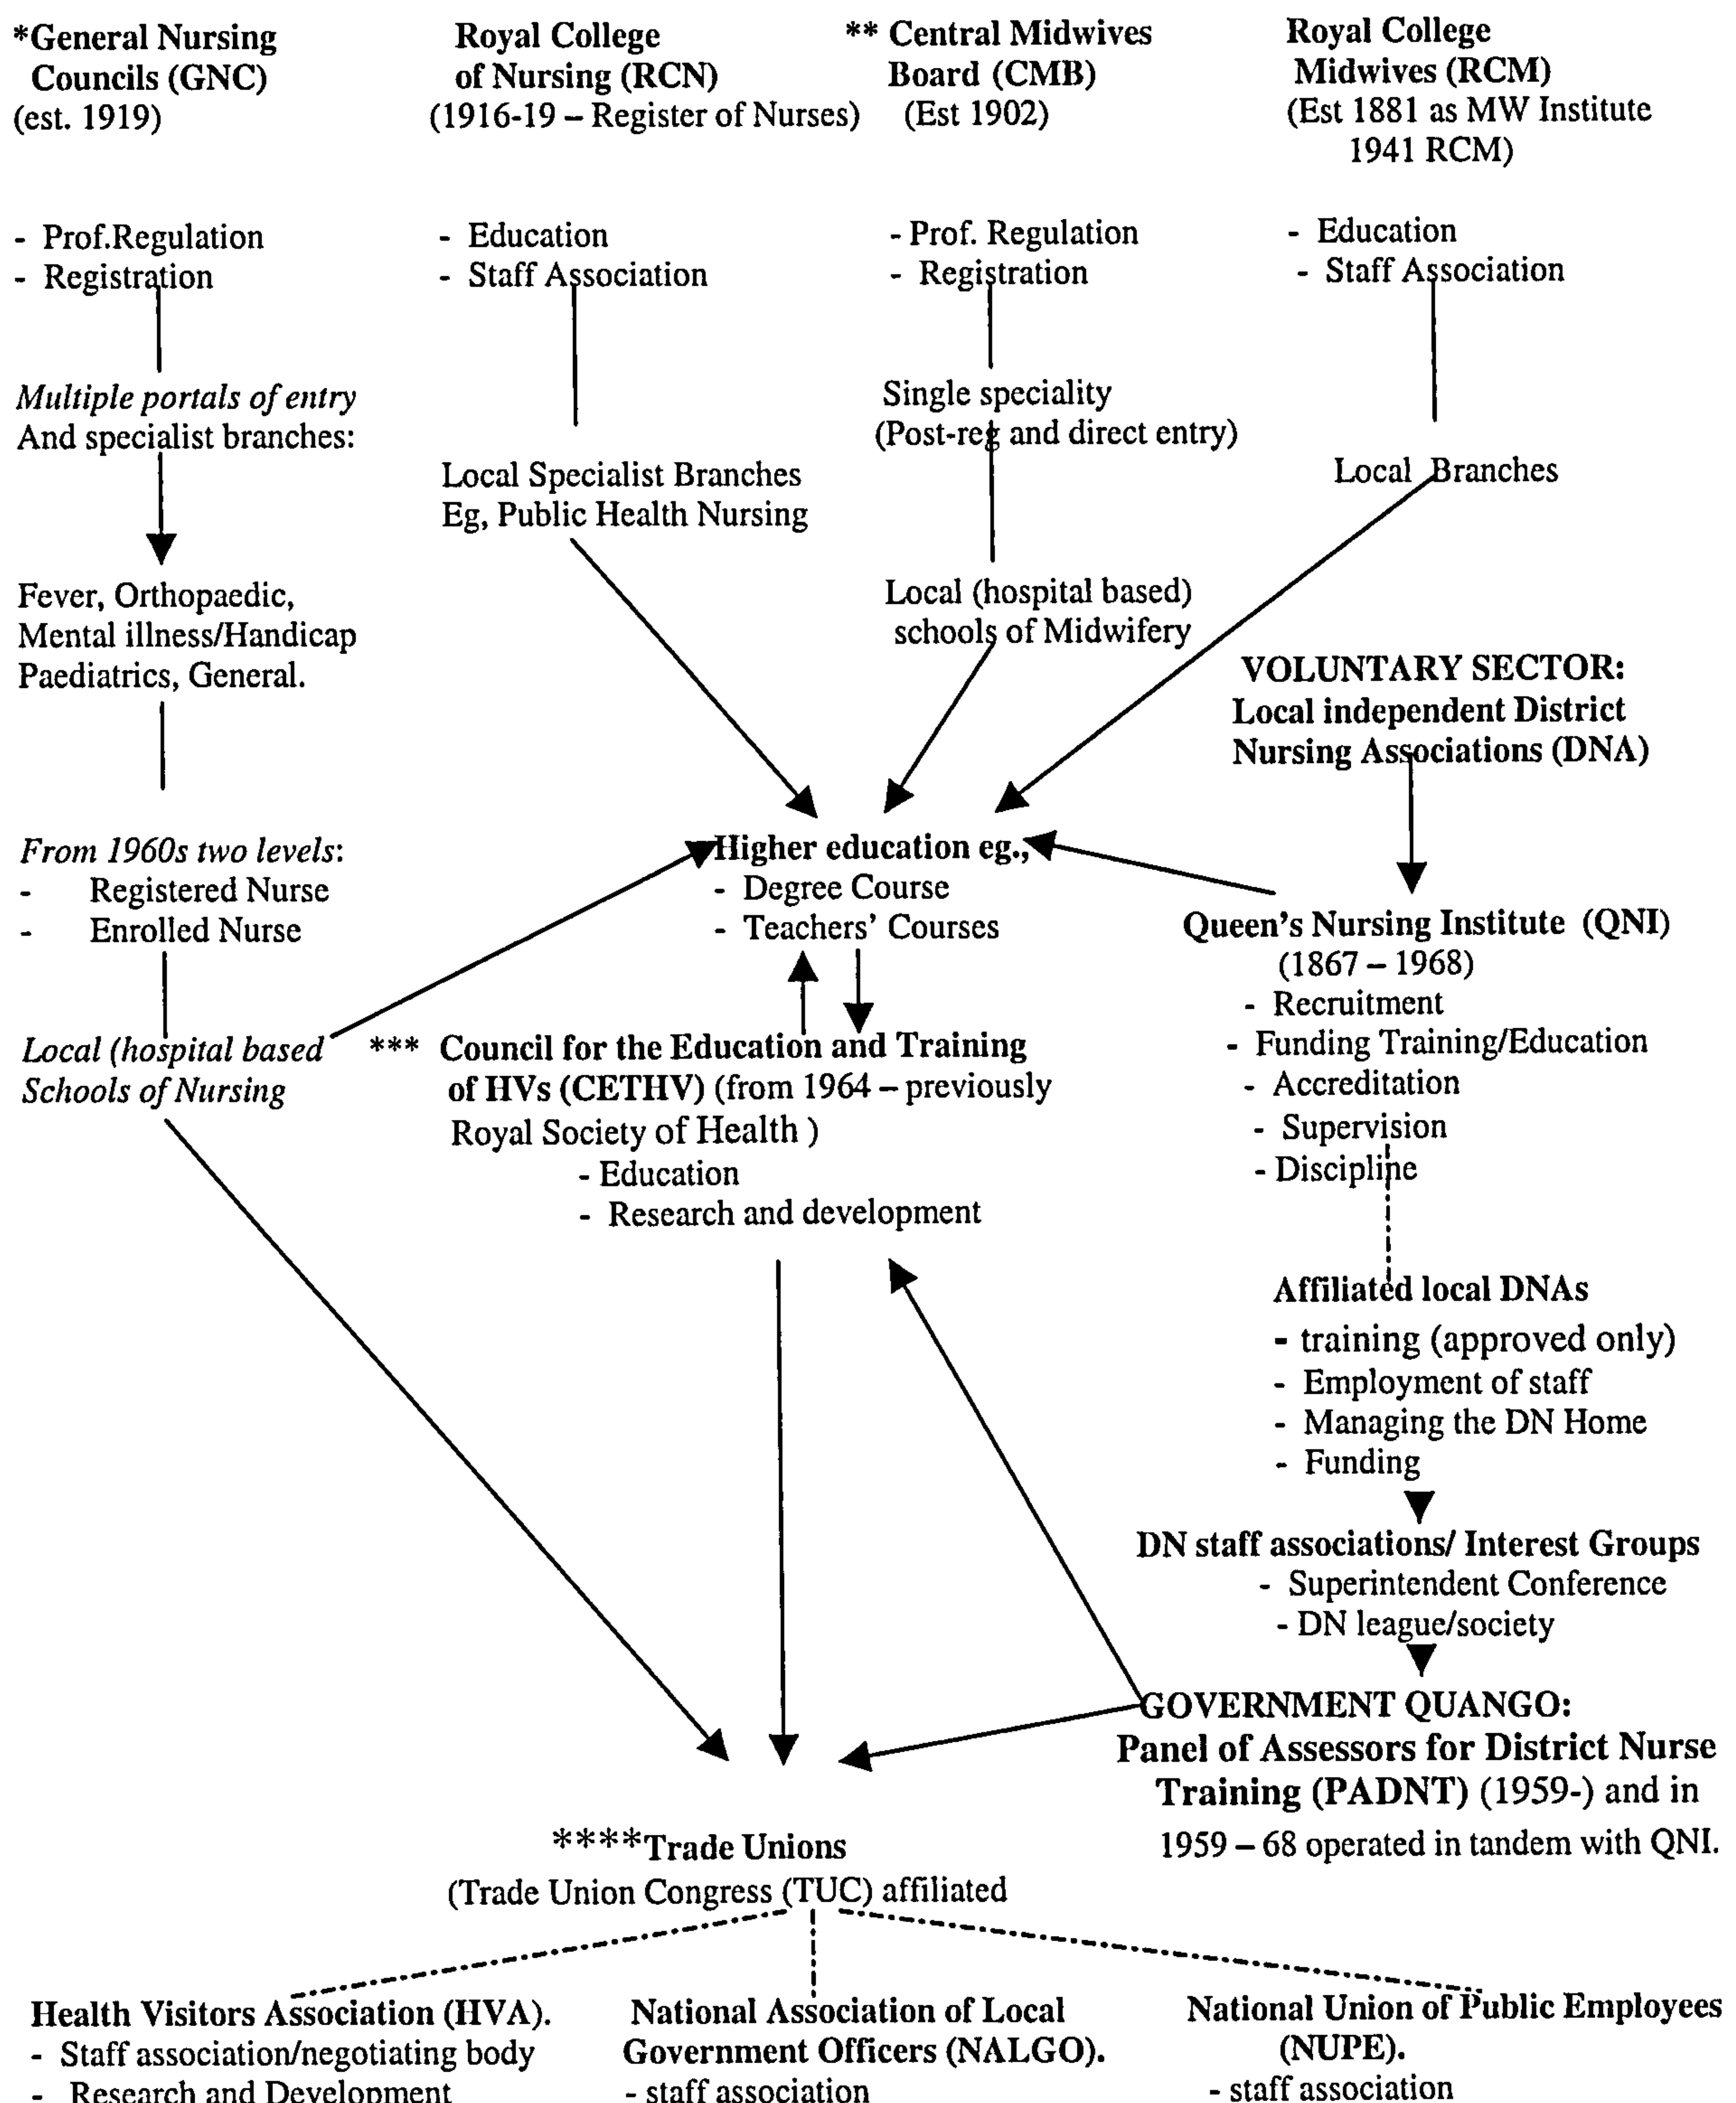 *General Nursing
Councils (GNC)
(est. 1919)
- Prof.Regulation
- Registration
Multiple portals of entry
And specialist branches:
Fever, Orthopaedic,
Mental illness/Handicap
Paediatrics, General.
From 1960s two levels:
- Registered Nurse
- Enrolled Nurse
Local (hospital based
Schools of Nursing
Royal College
of Nursing (RCN)
(1916-19 – Register of Nurses)
- Education
- Staff Association
Local Specialist Branches
Eg, Public Health Nursing
** Central Midwives
Board (CMB)
(Est 1902)
- Prof. Regulation
- Registration
Single speciality
(Post-reg and direct entry)
Local (hospital based)
schools of Midwifery
Royal College
Midwives (RCM)
(Est 1881 as MW Institute
1941 RCM)
- Education
- Staff Association
Local Branches
VOLUNTARY SECTOR:
Local independent District
Nursing Associations (DNA)
Higher education eg.,
- Degree Course
- Teachers' Courses
*** Council for the Education and Training
of HVs (CETHV) (from 1964 – previously
Royal Society of Health )
- Education
- Research and development
Queen's Nursing Institute (QNI)
(1867 – 1968)
- Recruitment
- Funding Training/Education
- Accreditation
- Supervision
- Discipline
Affiliated local DNAs
- training (approved only)
- Employment of staff
- Managing the DN Home
- Funding
DN staff associations/ Interest Groups
- Superintendent Conference
- DN league/society
GOVERNMENT QUANGO:
Panel of Assessors for District Nurse
Training (PADNT) (1959-) and in
1959 – 68 operated in tandem with QNI.
****Trade Unions
(Trade Union Congress (TUC) affiliated
Health Visitors Association (HVA).
- Staff association/negotiating body
- Research and Development
National Association of Local
Government Officers (NALGO).
- staff association
National Union of Public Employees
(NUPE).
- staff association